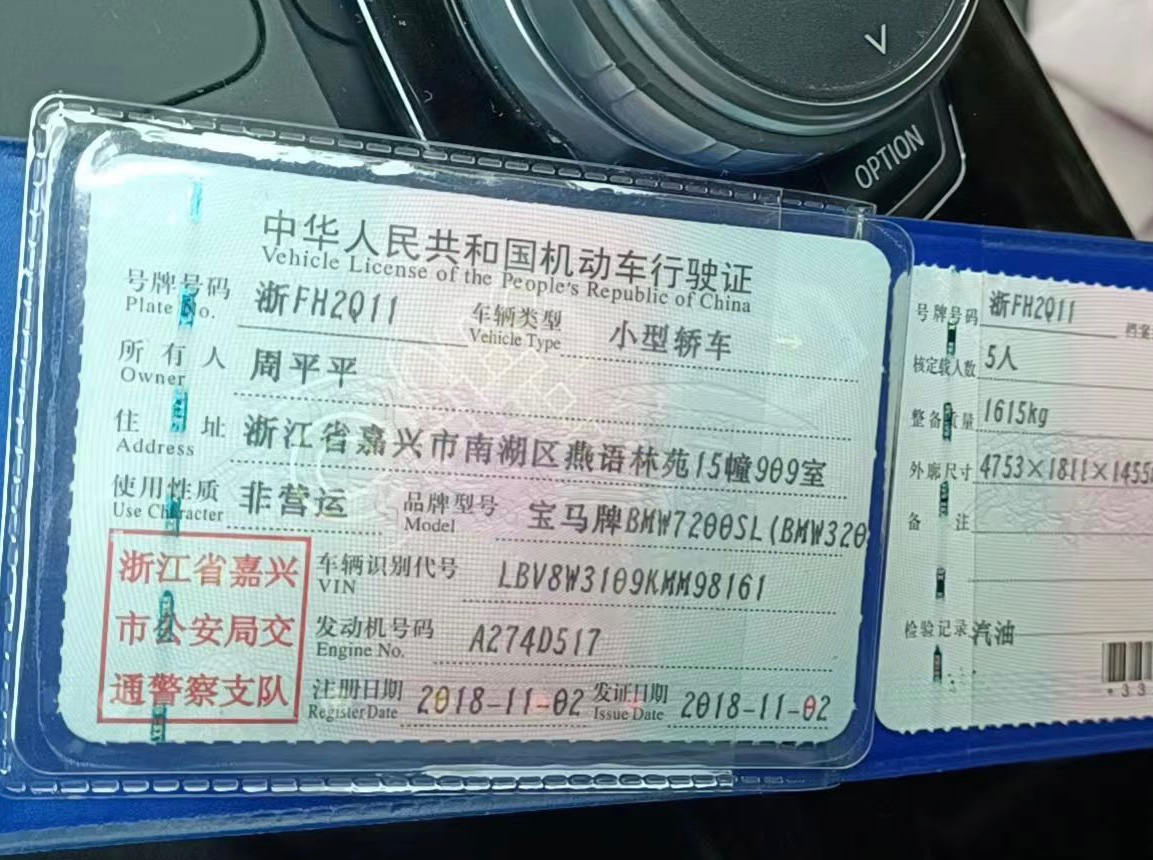 OPTION
中华人民共和国机动车行驶证
Vehicle License of the People's Republic of China
号牌号码 浙FH2Q11 车辆类型 小型轿车
Plate No. Vehicle Type
所有人 周平平
Owner
住址 浙江省嘉兴市南湖区燕语林苑15幢909室
Address
使用性质 非营运 品牌型号 宝马牌BMW7200SL(BMW320
Use Character Model
浙江省嘉兴
市公安局交
通警察支队
车辆识别代号 LBV8W3109KMM98161
VIN
发动机号码 A274D517
Engine No.
注册日期 2018-11-02 发证日期 2018-11-02
Register Date Issue Date
号牌号码 浙FH2Q11 档案
核定载人数 5人
整备质量 1615kg
外廓尺寸 4753×1811×1455
备注
检验记录 汽油
*33